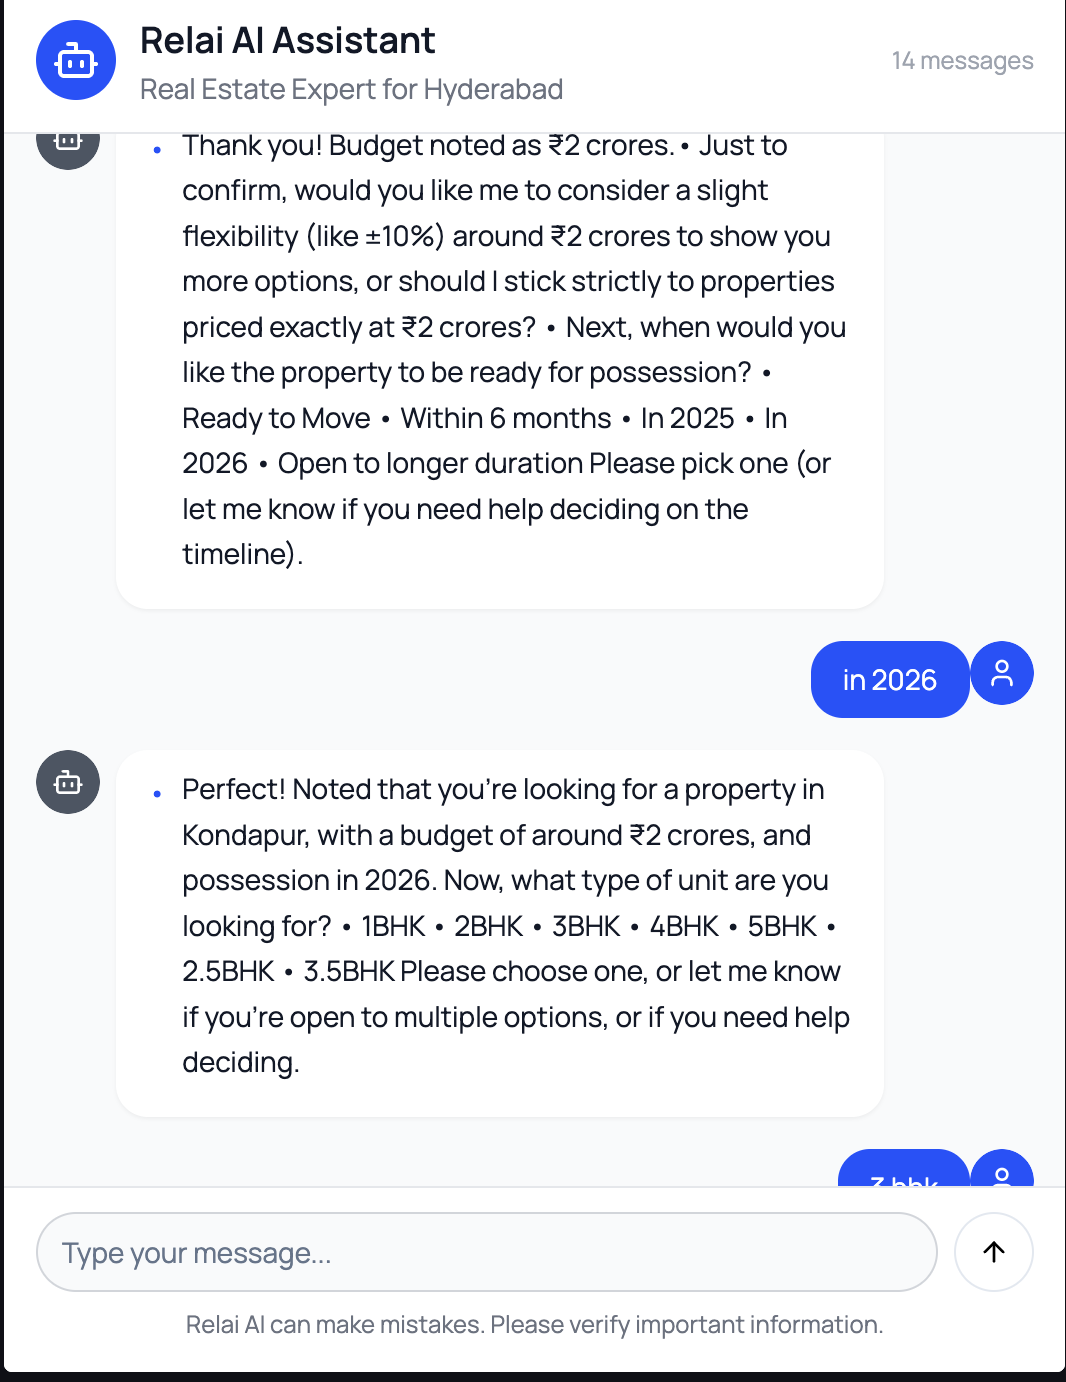 Relai AI Assistant
Real Estate Expert for Hyderabad
14 messages
• Thank you! Budget noted as ₹2 crores.• Just to
confirm, would you like me to consider a slight
flexibility (like ±10%) around ₹2 crores to show you
more options, or should I stick strictly to properties
priced exactly at ₹2 crores? • Next, when would you
like the property to be ready for possession? •
Ready to Move • Within 6 months • In 2025 • In
2026 • Open to longer duration Please pick one (or
let me know if you need help deciding on the
timeline).
in 2026
• Perfect! Noted that you’re looking for a property in
Kondapur, with a budget of around ₹2 crores, and
possession in 2026. Now, what type of unit are you
looking for? • 1BHK • 2BHK • 3BHK • 4BHK • 5BHK •
2.5BHK • 3.5BHK Please choose one, or let me know
if you’re open to multiple options, or if you need help
deciding.
3 bhk
Type your message...
Relai AI can make mistakes. Please verify important information.